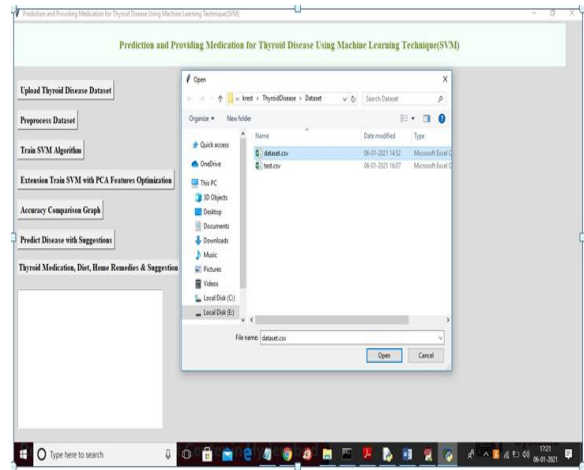 Prediction and Providing Medication for Thyroid Disease Using Machine Learning Technique(SVM)
Prediction and Providing Medication for Thyroid Disease Using Machine Learning Technique(SVM)
Upload Thyroid Disease Dataset
Preprocess Dataset
Train SVM Algorithm
Extension Train SVM with PCA Features Optimization
Accuracy Comparison Graph
Predict Disease with Suggestions
Thyroid Medication, Diet, Home Remedies & Suggestion
Open
« krest › ThyroidDisease › Dataset
Search Dataset
Organize
New folder
Name
Date modified
Type
dataset.csv
06-01-2021 14:52
Microsoft Excel C
test.csv
06-01-2021 16:07
Microsoft Excel C
Quick access
OneDrive
This PC
3D Objects
Desktop
Documents
Downloads
Music
Pictures
Videos
Local Disk (C:)
Local Disk (E:)
File name: dataset.csv
Open
Cancel
Type here to search
17:21
06-01-2021